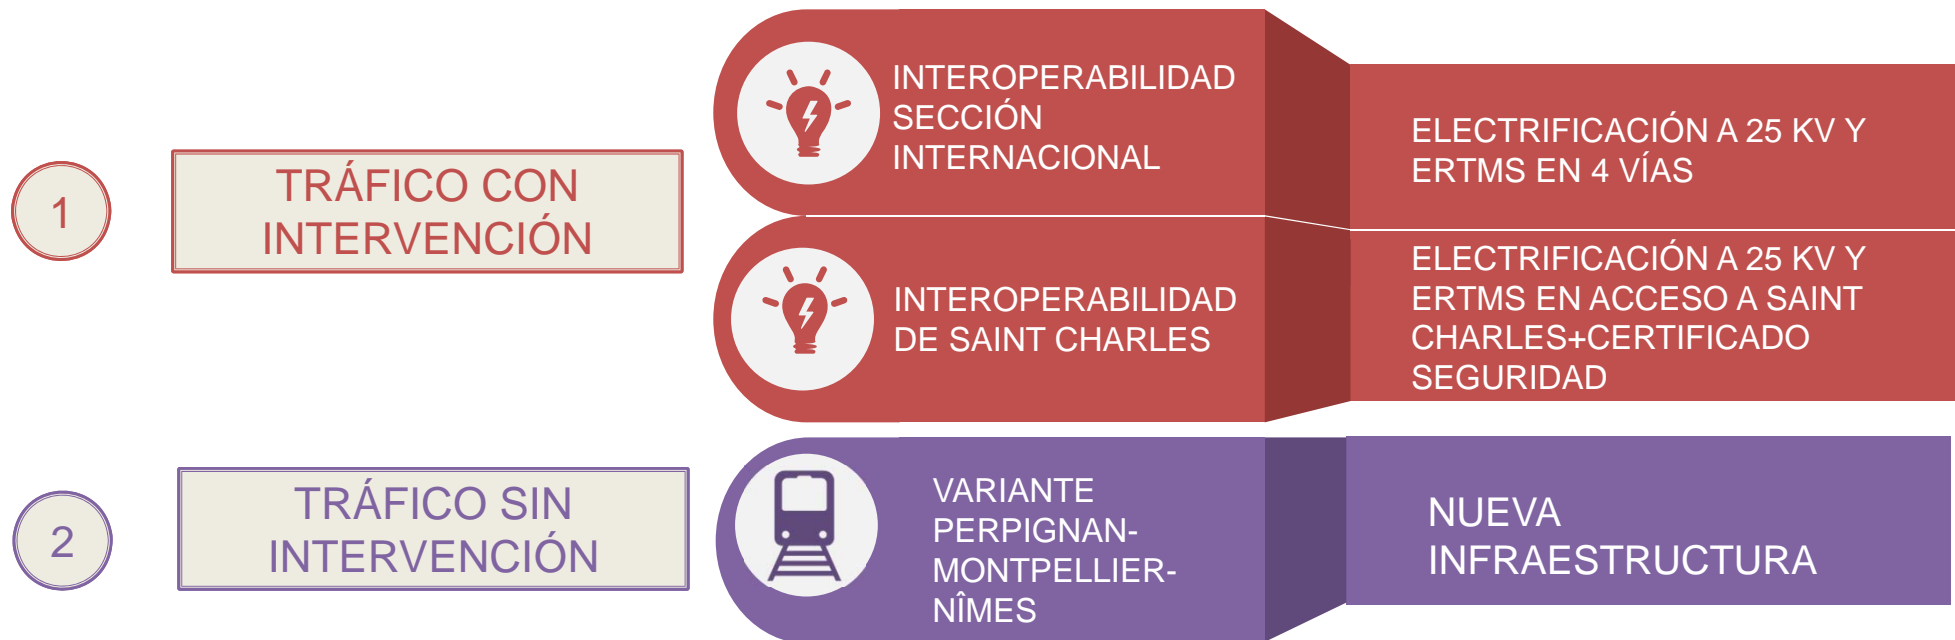 1
TRÁFICO CON
INTERVENCIÓN
INTEROPERABILIDAD
SECCIÓN
INTERNACIONAL
ELECTRIFICACIÓN A 25 KV Y
ERTMS EN 4 VÍAS
INTEROPERABILIDAD
DE SAINT CHARLES
ELECTRIFICACIÓN A 25 KV Y
ERTMS EN ACCESO A SAINT
CHARLES+CERTIFICADO
SEGURIDAD
2
TRÁFICO SIN
INTERVENCIÓN
VARIANTE
PERPIGNAN-
MONTPELLIER-
NÎMES
NUEVA
INFRAESTRUCTURA